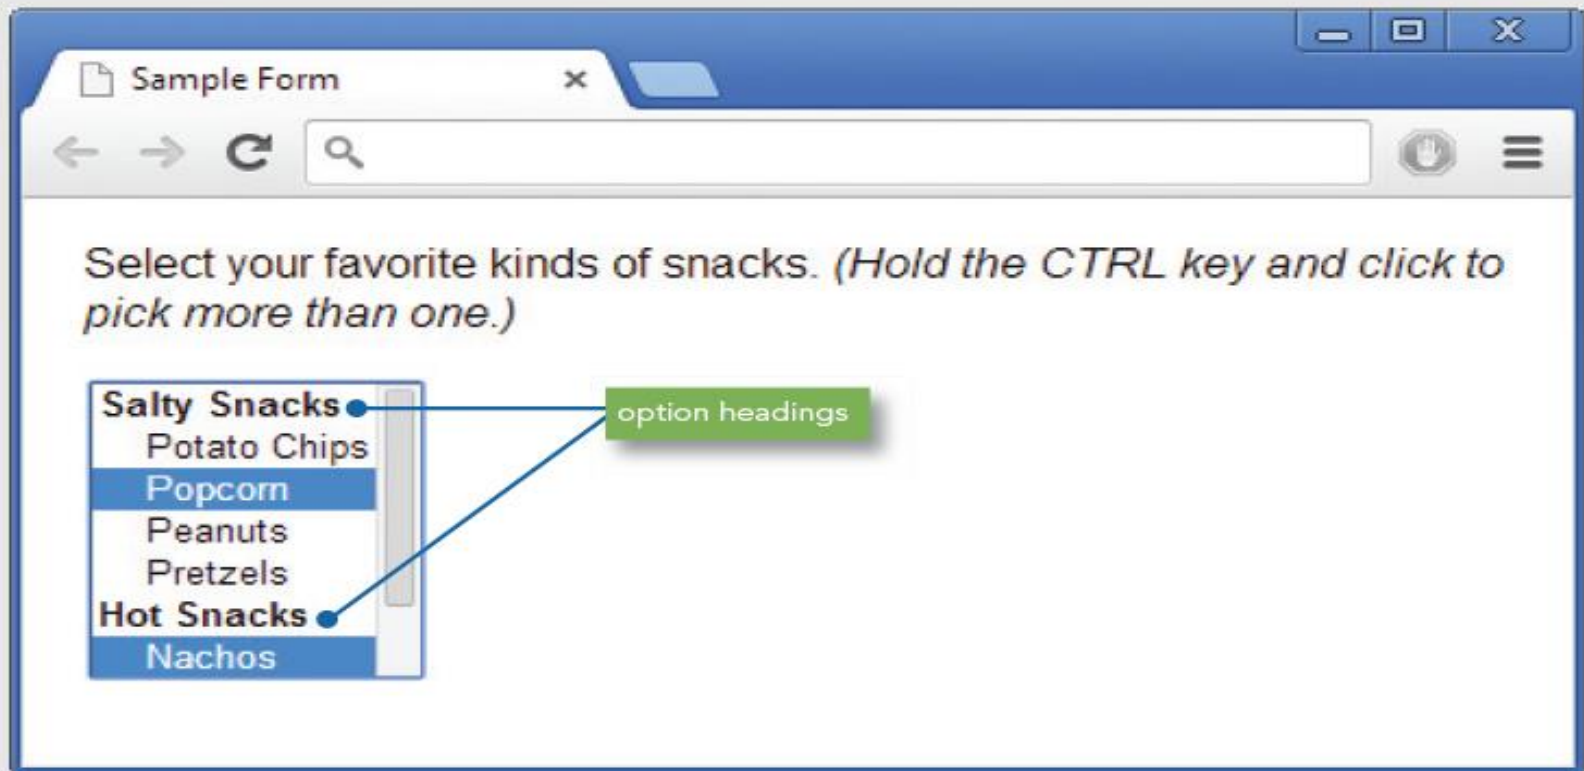 Sample Form
Select your favorite kinds of snacks. (Hold the CTRL key and click to
pick more than one.)
Salty Snacks
option headings
Potato Chips
Popcorn
Peanuts
Pretzels
Hot Snacks
Nachos